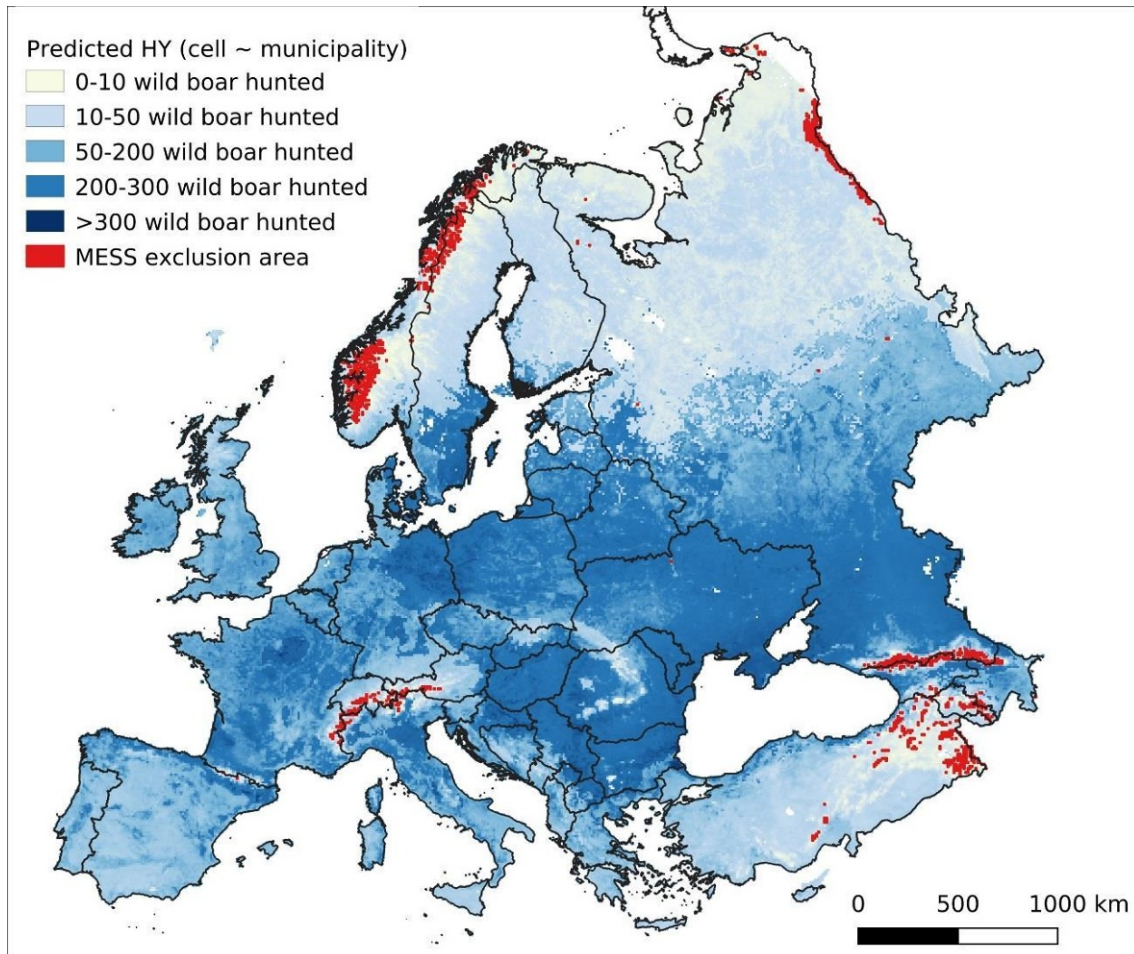 Predicted HY (cell ~ municipality)
0-10 wild boar hunted
10-50 wild boar hunted
50-200 wild boar hunted
200-300 wild boar hunted
>300 wild boar hunted
MESS exclusion area
0 500 1000 km